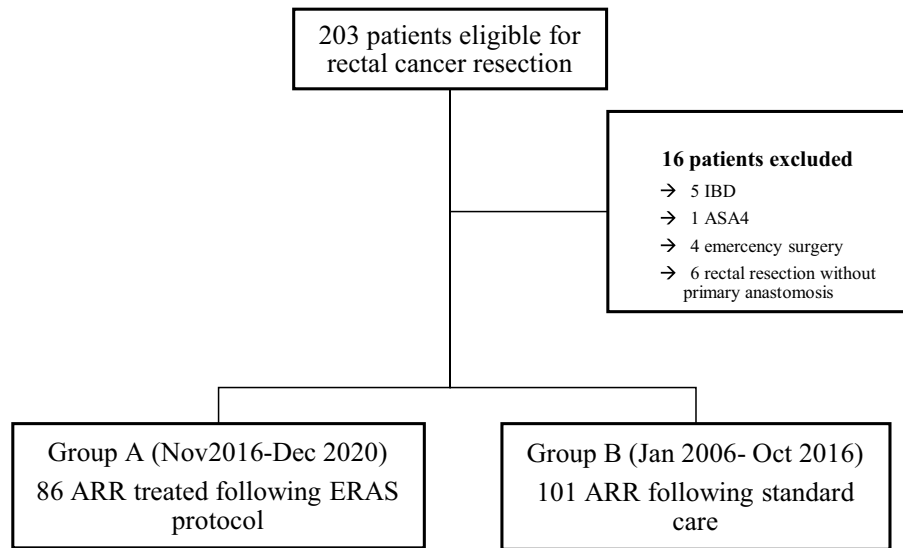 203 patients eligible for
rectal cancer resection
16 patients excluded
→ 5 IBD
→ 1 ASA4
→ 4 emercency surgery
→ 6 rectal resection without
primary anastomosis
Group A (Nov2016-Dec 2020)
86 ARR treated following ERAS
protocol
Group B (Jan 2006- Oct 2016)
101 ARR following standard
care